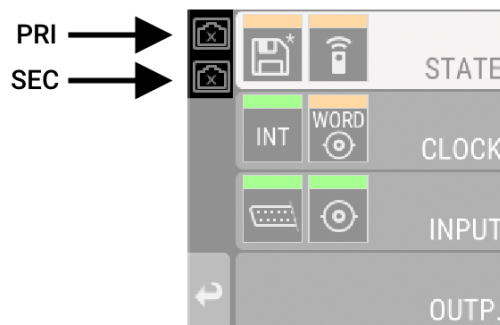 PRI
SEC
*
STATE
INT
WORD
CLOCK
INPUT
OUTP.